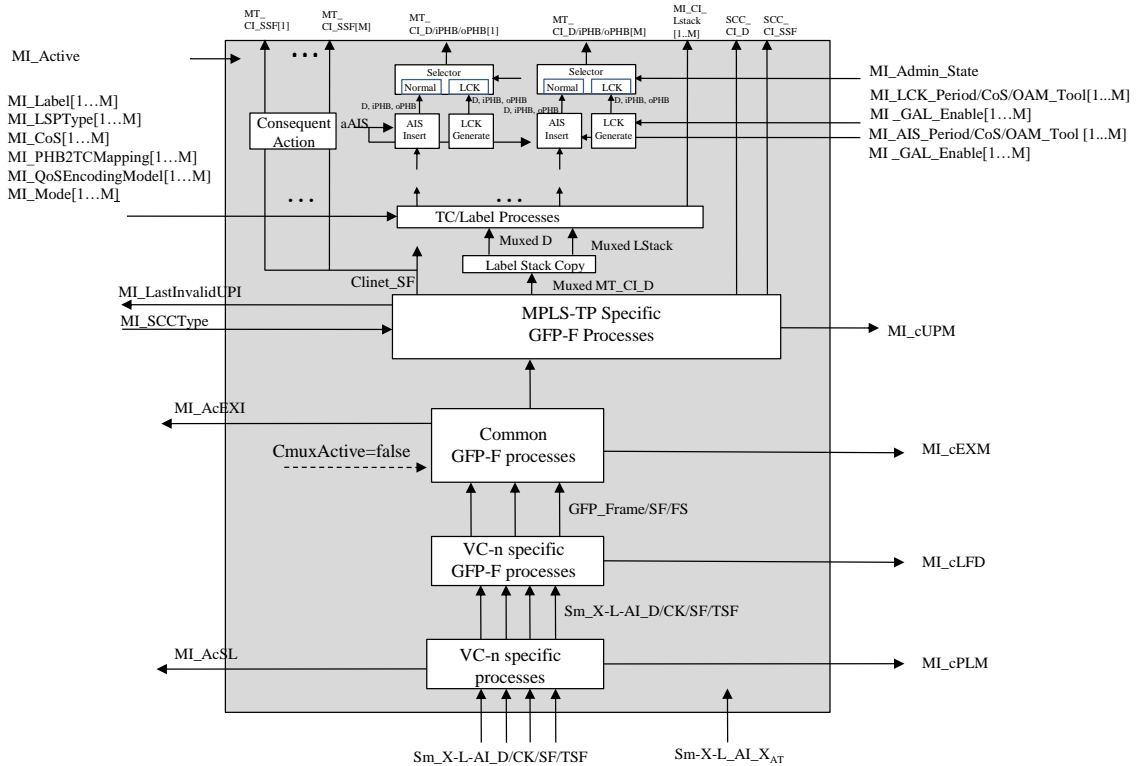 MT_
CI_SSF[1]
MT_
CI_SSF[M]
MT_
CI_D/iPHB/oPHB[1]
MT_
CI_D/iPHB/oPHB[M]
MI_CI_
Lstack
[1..M]
SCC_
CI_D
SCC_
CI_SSF
MI_Active
• • •
Selector
Normal
LCK
Selector
Normal
LCK
MI_Admin_State
D, iPHB, oPHB
D, iPHB, oPHB
D, iPHB, oPHB
D, iPHB, oPHB
MI_Label[1…M]
MI_LSPType[1…M]
MI_CoS[1…M]
MI_PHB2TCMapping[1…M]
MI_QoSEncodingModel[1…M]
MI_Mode[1…M]
MI_LCK_Period/CoS/OAM_Tool[1...M]
MI _GAL_Enable[1…M]
MI_AIS_Period/CoS/OAM_Tool [1...M]
MI _GAL_Enable[1…M]
Consequent
Action
aAIS
AIS
Insert
LCK
Generate
AIS
Insert
LCK
Generate
• • •
• • •
TC/Label Processes
Muxed D
Muxed LStack
Label Stack Copy
Clinet_SF
Muxed MT_CI_D
MI_LastInvalidUPI
MI_SCCType
MPLS-TP Specific
GFP-F Processes
MI_cUPM
MI_AcEXI
Common
GFP-F processes
CmuxActive=false
MI_cEXM
GFP_Frame/SF/FS
VC-n specific
GFP-F processes
MI_cLFD
Sm_X-L-AI_D/CK/SF/TSF
MI_AcSL
VC-n specific
processes
MI_cPLM
Sm_X-L-AI_D/CK/SF/TSF
Sm-X-L_AI_XAT